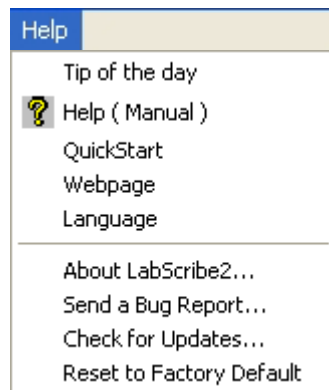 Help
Tip of the day
Help ( Manual )
QuickStart
Webpage
Language
About LabScribe2...
Send a Bug Report...
Check for Updates...
Reset to Factory Default